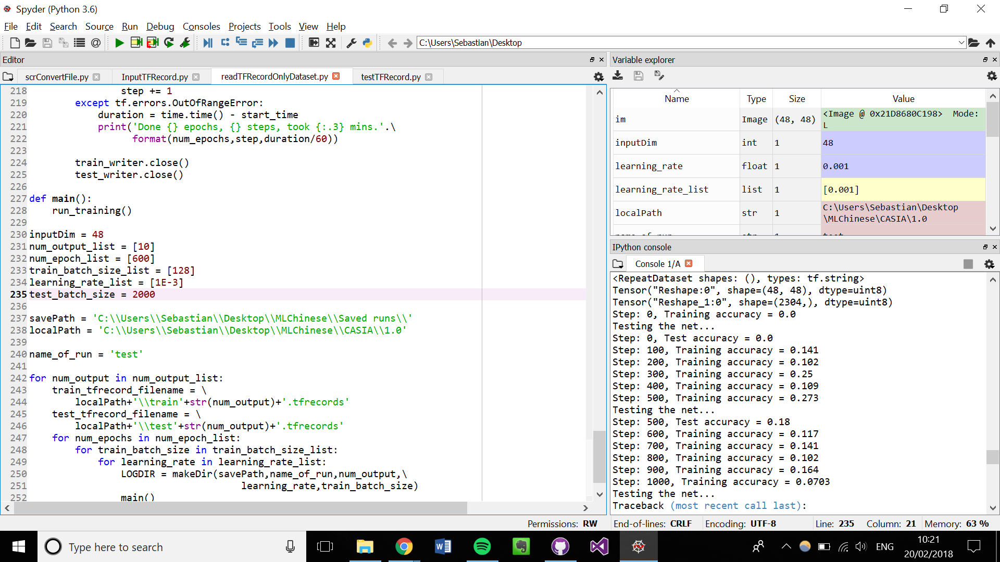 Spyder (Python 3.6)
File Edit Search Source Run Debug Consoles Projects Tools View Help
C:\Users\Sebastian\Desktop
Editor
scrConvertFile.py InputTFRecord.py readTFRecordOnlyDataset.py testTFRecord.py
218 step += 1
219 except tf.errors.OutOfRangeError:
220 duration = time.time() - start_time
221 print('Done {} epochs, {} steps, took {:.3} mins.'.\
222 format(num_epochs,step,duration/60))
223
224 train_writer.close()
225 test_writer.close()
226
227 def main():
228 run_training()
229
230 inputDim = 48
231 num_output_list = [10]
232 num_epoch_list = [600]
233 train_batch_size_list = [128]
234 learning_rate_list = [1E-3]
235 test_batch_size = 2000
236
237 savePath = 'C:\\Users\\Sebastian\\Desktop\\MLChinese\\Saved runs\\'
238 localPath = 'C:\\Users\\Sebastian\\Desktop\\MLChinese\\CASIA\\1.0'
239
240 name_of_run = 'test'
241
242 for num_output in num_output_list:
243 train_tfrecord_filename = \
244 localPath+'\\train'+str(num_output)+'.tfrecords'
245 test_tfrecord_filename = \
246 localPath+'\\test'+str(num_output)+'.tfrecords'
247 for num_epochs in num_epoch_list:
248 for train_batch_size in train_batch_size_list:
249 for learning_rate in learning_rate_list:
250 LOGDIR = makeDir(savePath,name_of_run,num_output,\
251 learning_rate,train_batch_size)
252 main()
Variable explorer
Name Type Size Value
im Image (48, 48) <Image @ 0x21D8680C198> Mode:
L
inputDim int 1 48
learning_rate float 1 0.001
learning_rate_list list 1 [0.001]
localPath str 1 C:\Users\Sebastian\Desktop
\MLChinese\CASIA\1.0
IPython console
Console 1/A
<RepeatDataset shapes: (), types: tf.string>
Tensor("Reshape:0", shape=(48, 48), dtype=uint8)
Tensor("Reshape_1:0", shape=(2304,), dtype=uint8)
Step: 0, Training accuracy = 0.0
Testing the net...
Step: 0, Test accuracy = 0.0
Step: 100, Training accuracy = 0.141
Step: 200, Training accuracy = 0.102
Step: 300, Training accuracy = 0.25
Step: 400, Training accuracy = 0.109
Step: 500, Training accuracy = 0.273
Testing the net...
Step: 500, Test accuracy = 0.18
Step: 600, Training accuracy = 0.117
Step: 700, Training accuracy = 0.141
Step: 800, Training accuracy = 0.102
Step: 900, Training accuracy = 0.164
Step: 1000, Training accuracy = 0.0703
Testing the net...
Traceback (most recent call last):
Permissions: RW End-of-lines: CRLF Encoding: UTF-8 Line: 235 Column: 21 Memory: 63 %
Type here to search
ENG
10:21
20/02/2018